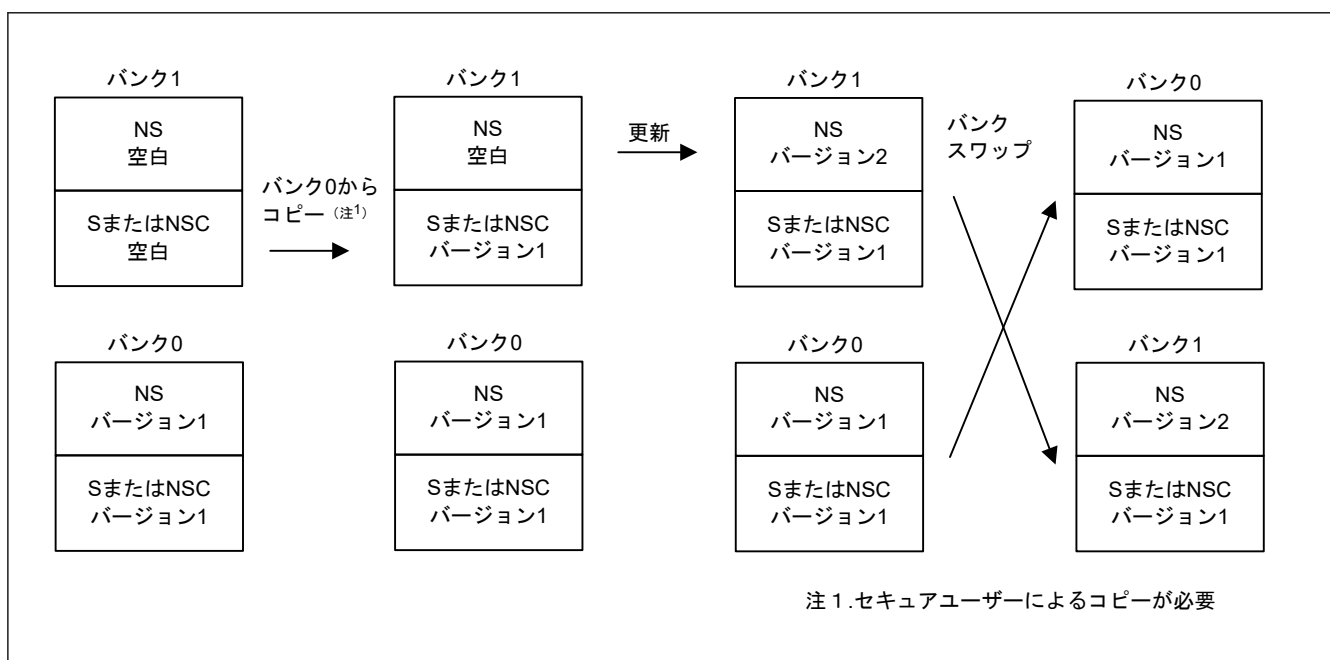 バンク1
NS
空白
SまたはNSC
空白
バンク0
NS
バージョン1
SまたはNSC
バージョン1
バンク0から
コピー（注1）
バンク1
NS
空白
SまたはNSC
バージョン1
バンク0
NS
バージョン1
SまたはNSC
バージョン1
更新
バンク1
NS
バージョン2
SまたはNSC
バージョン1
バンク0
NS
バージョン1
SまたはNSC
バージョン1
バンク
スワップ
バンク0
NS
バージョン1
SまたはNSC
バージョン1
バンク1
NS
バージョン2
SまたはNSC
バージョン1
注１.セキュアユーザーによるコピーが必要